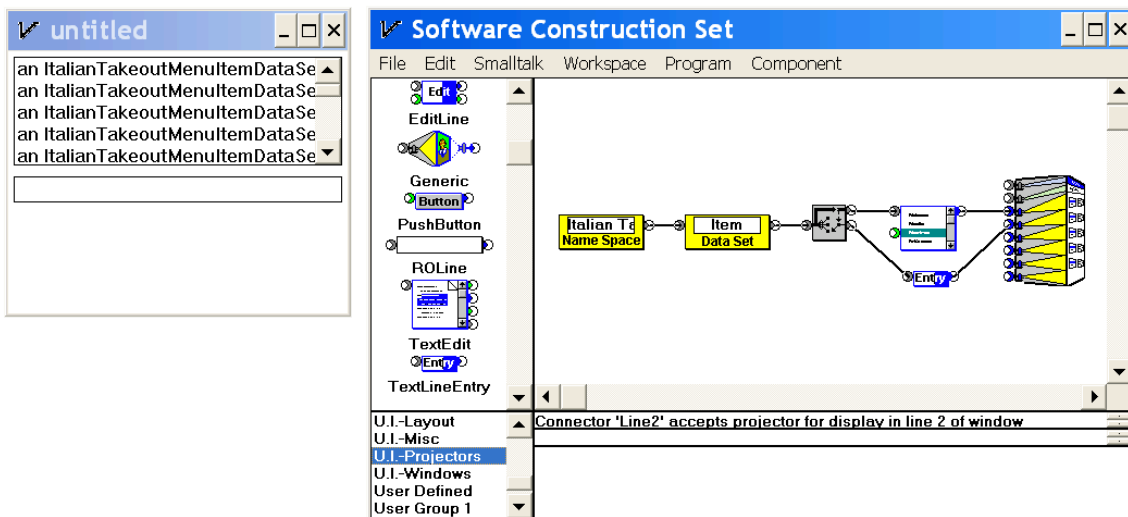 untitled
an ItalianTakeoutMenuItemDataSe
an ItalianTakeoutMenuItemDataSe
an ItalianTakeoutMenuItemDataSe
an ItalianTakeoutMenuItemDataSe
an ItalianTakeoutMenuItemDataSe
Software Construction Set
File Edit Smalltalk Workspace Program Component
Edit
EditLine
Generic
Button
PushButton
ROLine
TextEdit
Entry
TextLineEntry
Italian Ta
Name Space
Item
Data Set
Entry
U.I.-Layout
U.I.-Misc
U.I.-Projectors
U.I.-Windows
User Defined
User Group 1
Connector 'Line2' accepts projector for display in line 2 of window